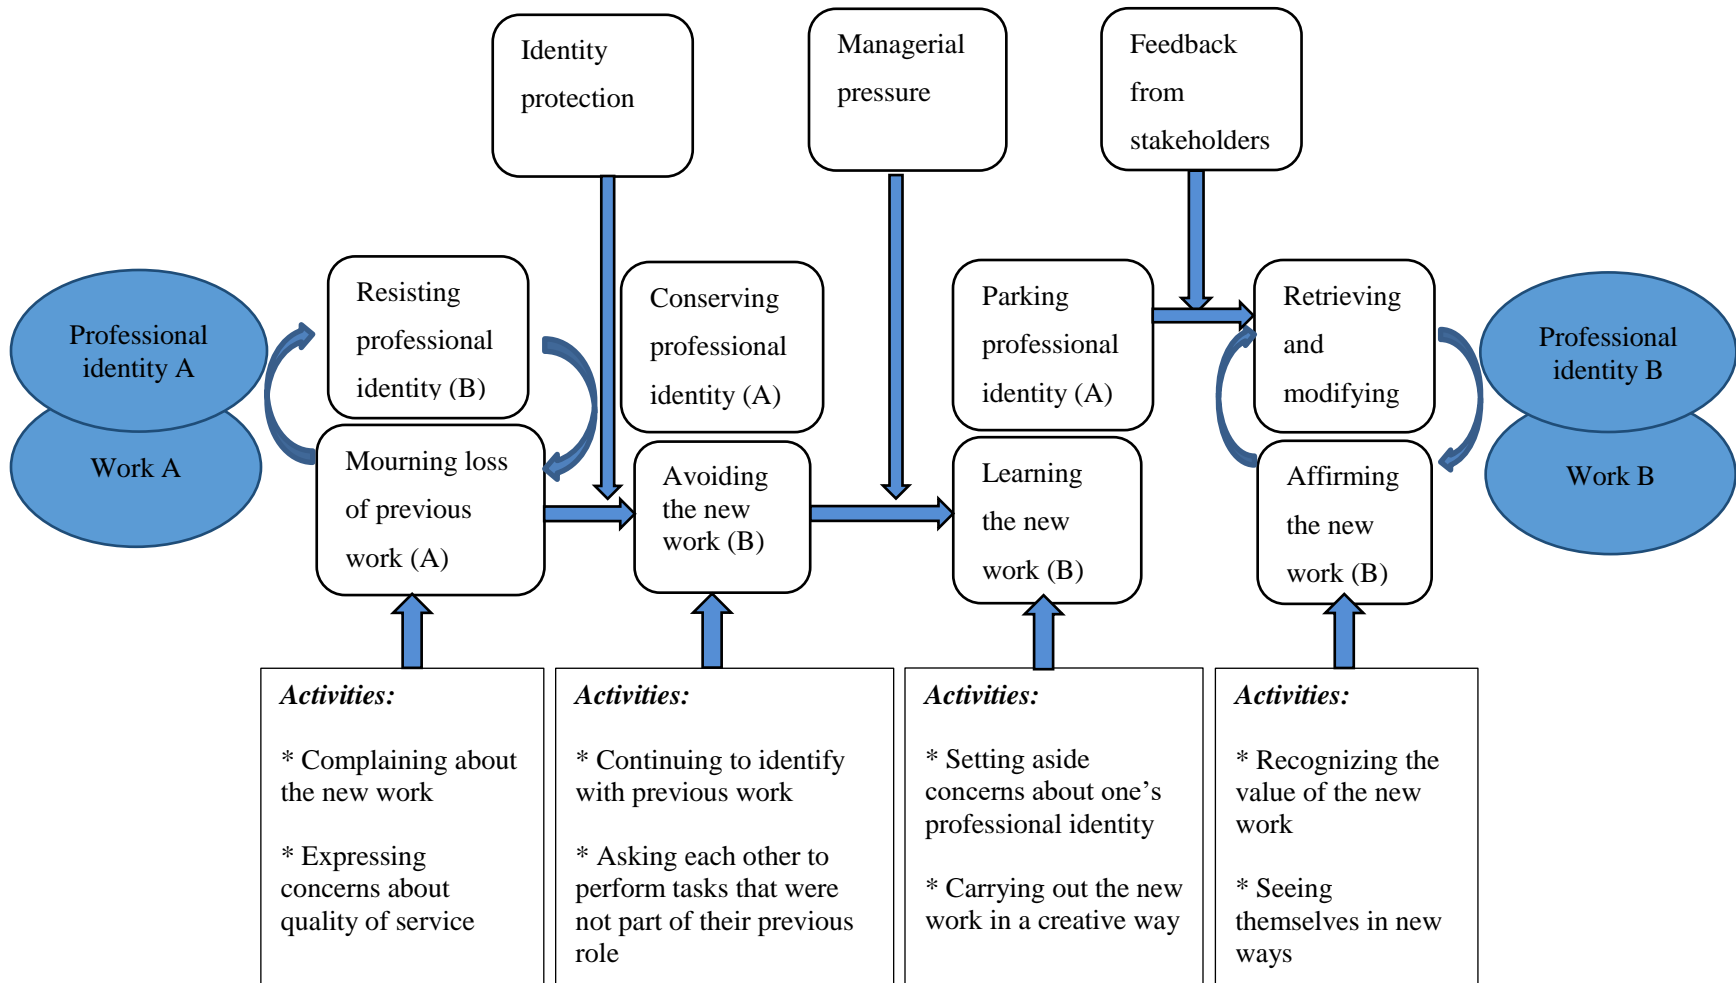 Identity
protection
Managerial
pressure
Feedback
from
stakeholders
Professional
identity A
Work A
Resisting
professional
identity (B)
Mourning loss
of previous
work (A)
Conserving
professional
identity (A)
Avoiding
the new
work (B)
Parking
professional
identity (A)
Learning
the new
work (B)
Retrieving
and
modifying
Affirming
the new
work (B)
Professional
identity B
Work B
Activities:
* Complaining about
the new work
* Expressing
concerns about
quality of service
Activities:
* Continuing to identify
with previous work
* Asking each other to
perform tasks that were
not part of their previous
role
Activities:
* Setting aside
concerns about one’s
professional identity
* Carrying out the new
work in a creative way
Activities:
* Recognizing the
value of the new
work
* Seeing
themselves in new
ways